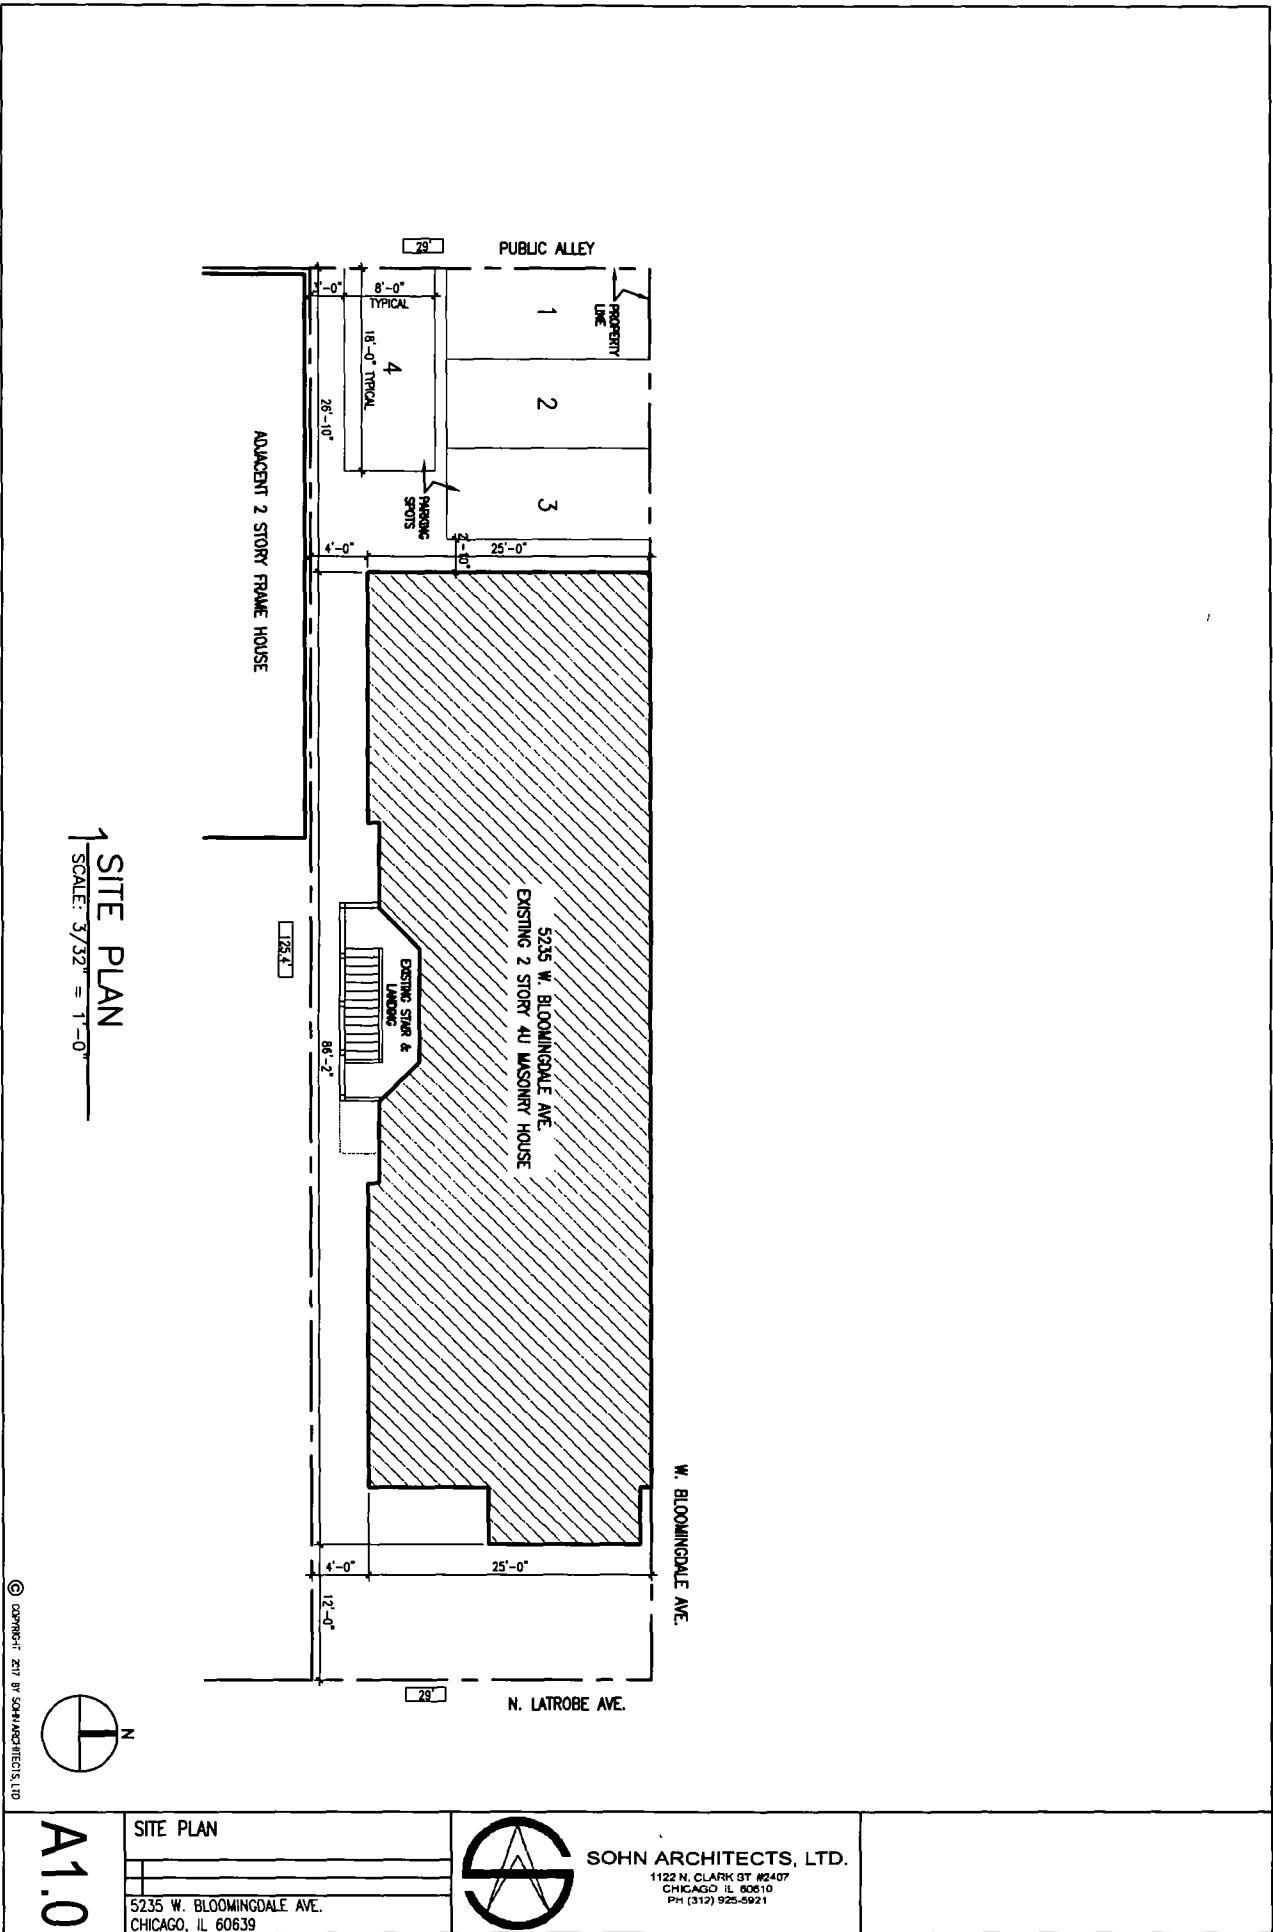 29'
PUBLIC ALLEY
8'-0"
TYPICAL
PROPERTY
LINE
1
2
3
4
18'-0" TYPICAL
26'-10"
PARKING
SPOTS
2'-10"
4'-0"
25'-0"
ADJACENT 2 STORY FRAME HOUSE
5235 W. BLOOMINGDALE AVE.
EXISTING 2 STORY 4U MASONRY HOUSE
EXISTING STAIR &
LANDING
86'-2"
125.4'
1
SITE PLAN
SCALE: 3/32" = 1'-0"
W. BLOOMINGDALE AVE.
4'-0"
25'-0"
12'-0"
29'
N. LATROBE AVE.
N
© COPYRIGHT 2017 BY SOHN ARCHITECTS, LTD
A1.0
SITE PLAN
5235 W. BLOOMINGDALE AVE.
CHICAGO, IL 60639
SOHN ARCHITECTS, LTD.
1122 N. CLARK ST #2407
CHICAGO IL 60610
PH (312) 925-5921